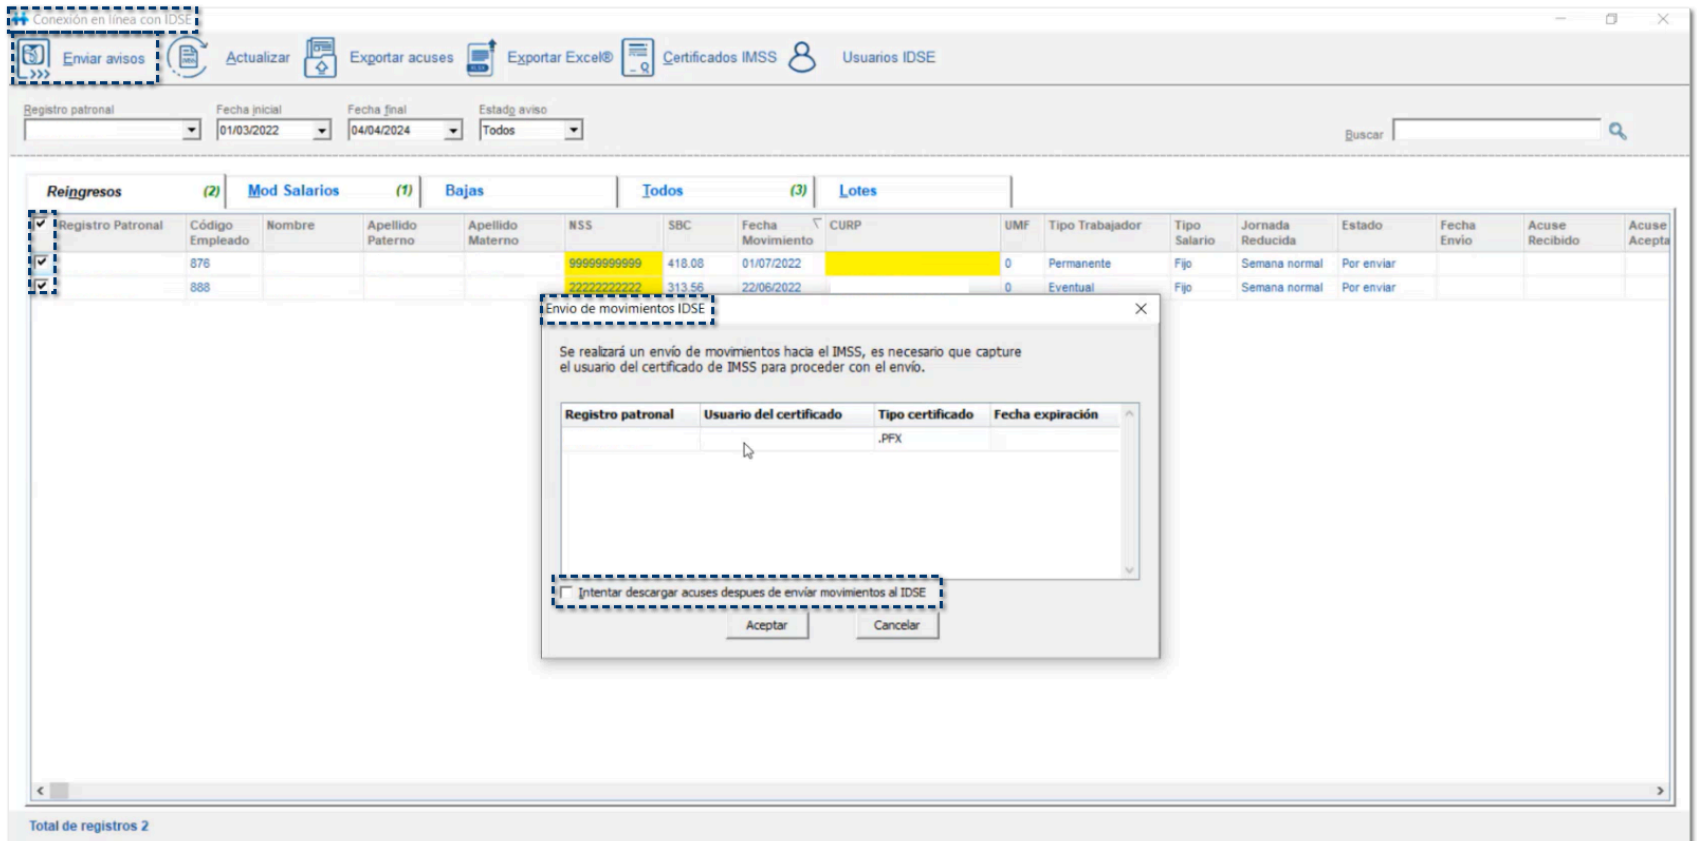 Conexión en línea con IDSE
Enviar avisos Actualizar Exportar acuses Exportar Excel® Certificados IMSS Usuarios IDSE
Registro patronal Fecha inicial Fecha final Estado aviso
01/03/2022 04/04/2024 Todos Buscar
Reingresos (2) Mod Salarios (1) Bajas Todos (3) Lotes
Registro Patronal Código Empleado Nombre Apellido Paterno Apellido Materno NSS SBC Fecha Movimiento CURP UMF Tipo Trabajador Tipo Salario Jornada Reducida Estado Fecha Envio Acuse Recibido Acuse Acepta
876 99999999999 418.08 01/07/2022 0 Permanente Fijo Semana normal Por enviar
888 22222222222 313.56 22/06/2022 0 Eventual Fijo Semana normal Por enviar
Envio de movimientos IDSE
Se realizará un envío de movimientos hacia el IMSS, es necesario que capture
el usuario del certificado de IMSS para proceder con el envío.
Registro patronal Usuario del certificado Tipo certificado Fecha expiración
.PFX
Intentar descargar acuses despues de envíar movimientos al IDSE
Aceptar Cancelar
Total de registros 2